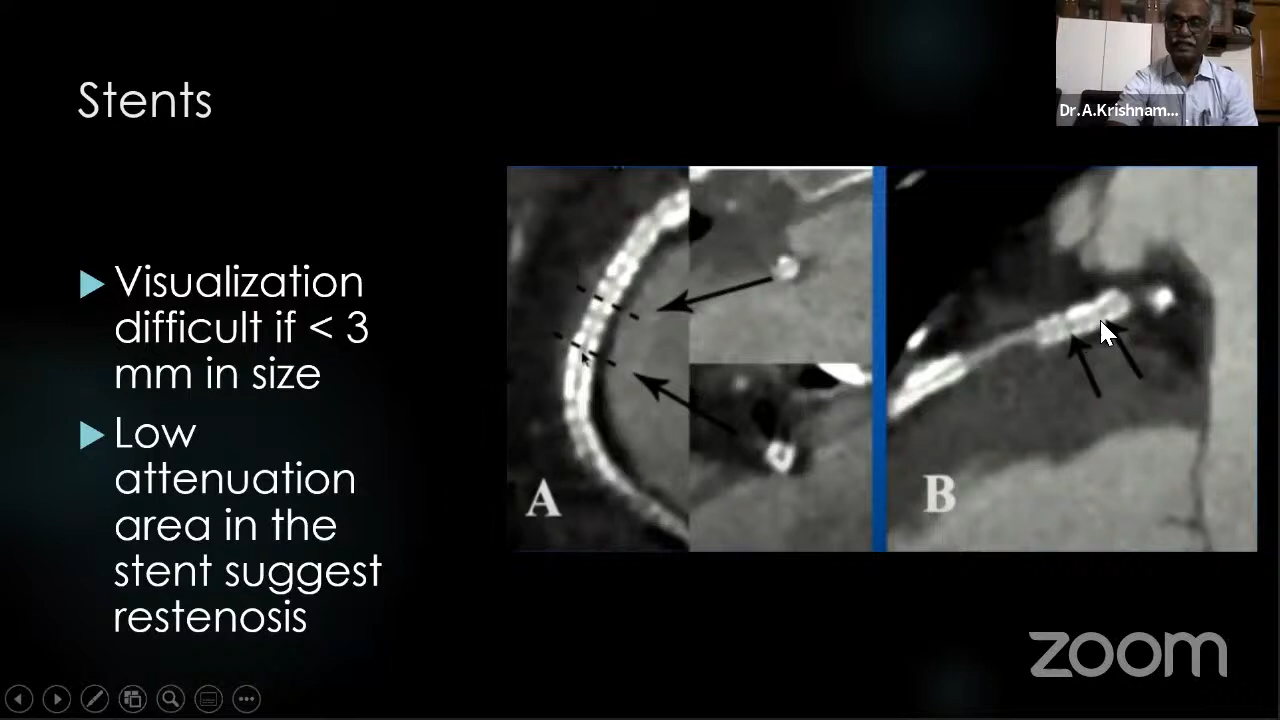 Stents
Dr.A.Krishnam...
Visualization
difficult if < 3
mm in size
Low
attenuation
area in the
stent suggest
restenosis
A
B
zoom